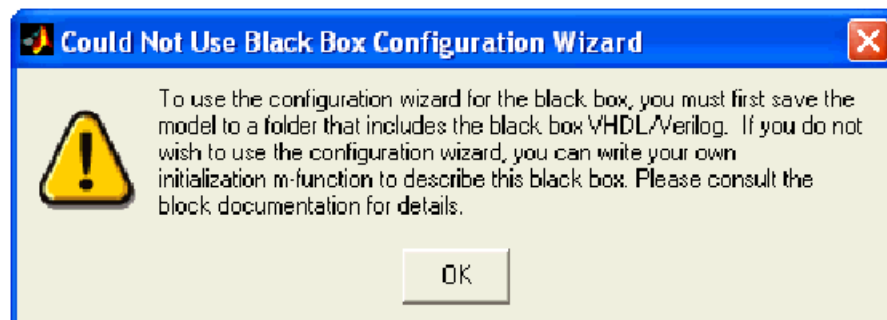 Could Not Use Black Box Configuration Wizard
To use the configuration wizard for the black box, you must first save the
model to a folder that includes the black box VHDL/Verilog. If you do not
wish to use the configuration wizard, you can write your own
initialization m-function to describe this black box. Please consult the
block documentation for details.
OK